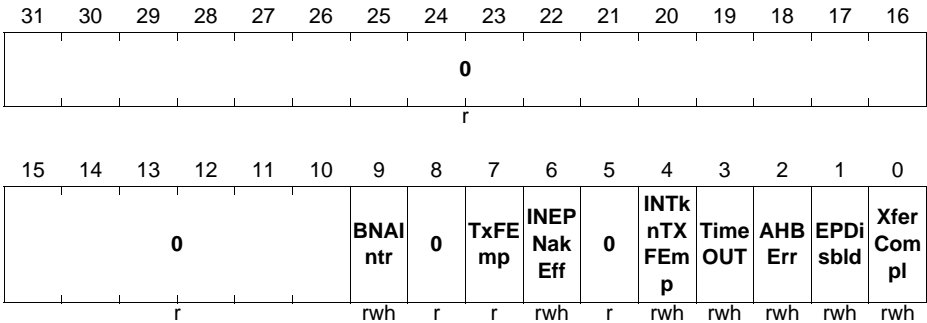 31 30 29 28 27 26 25 24 23 22 21 20 19 18 17 16
0
r
15 14 13 12 11 10 9 8 7 6 5 4 3 2 1 0
0
BNAI
ntr
0
TxFE
mp
INEP
Nak
Eff
0
INTk
nTX
FEm
p
Time
OUT
AHB
Err
EPDi
sbld
Xfer
Com
pl
r rwh r r rwh r rwh rwh rwh rwh rwh